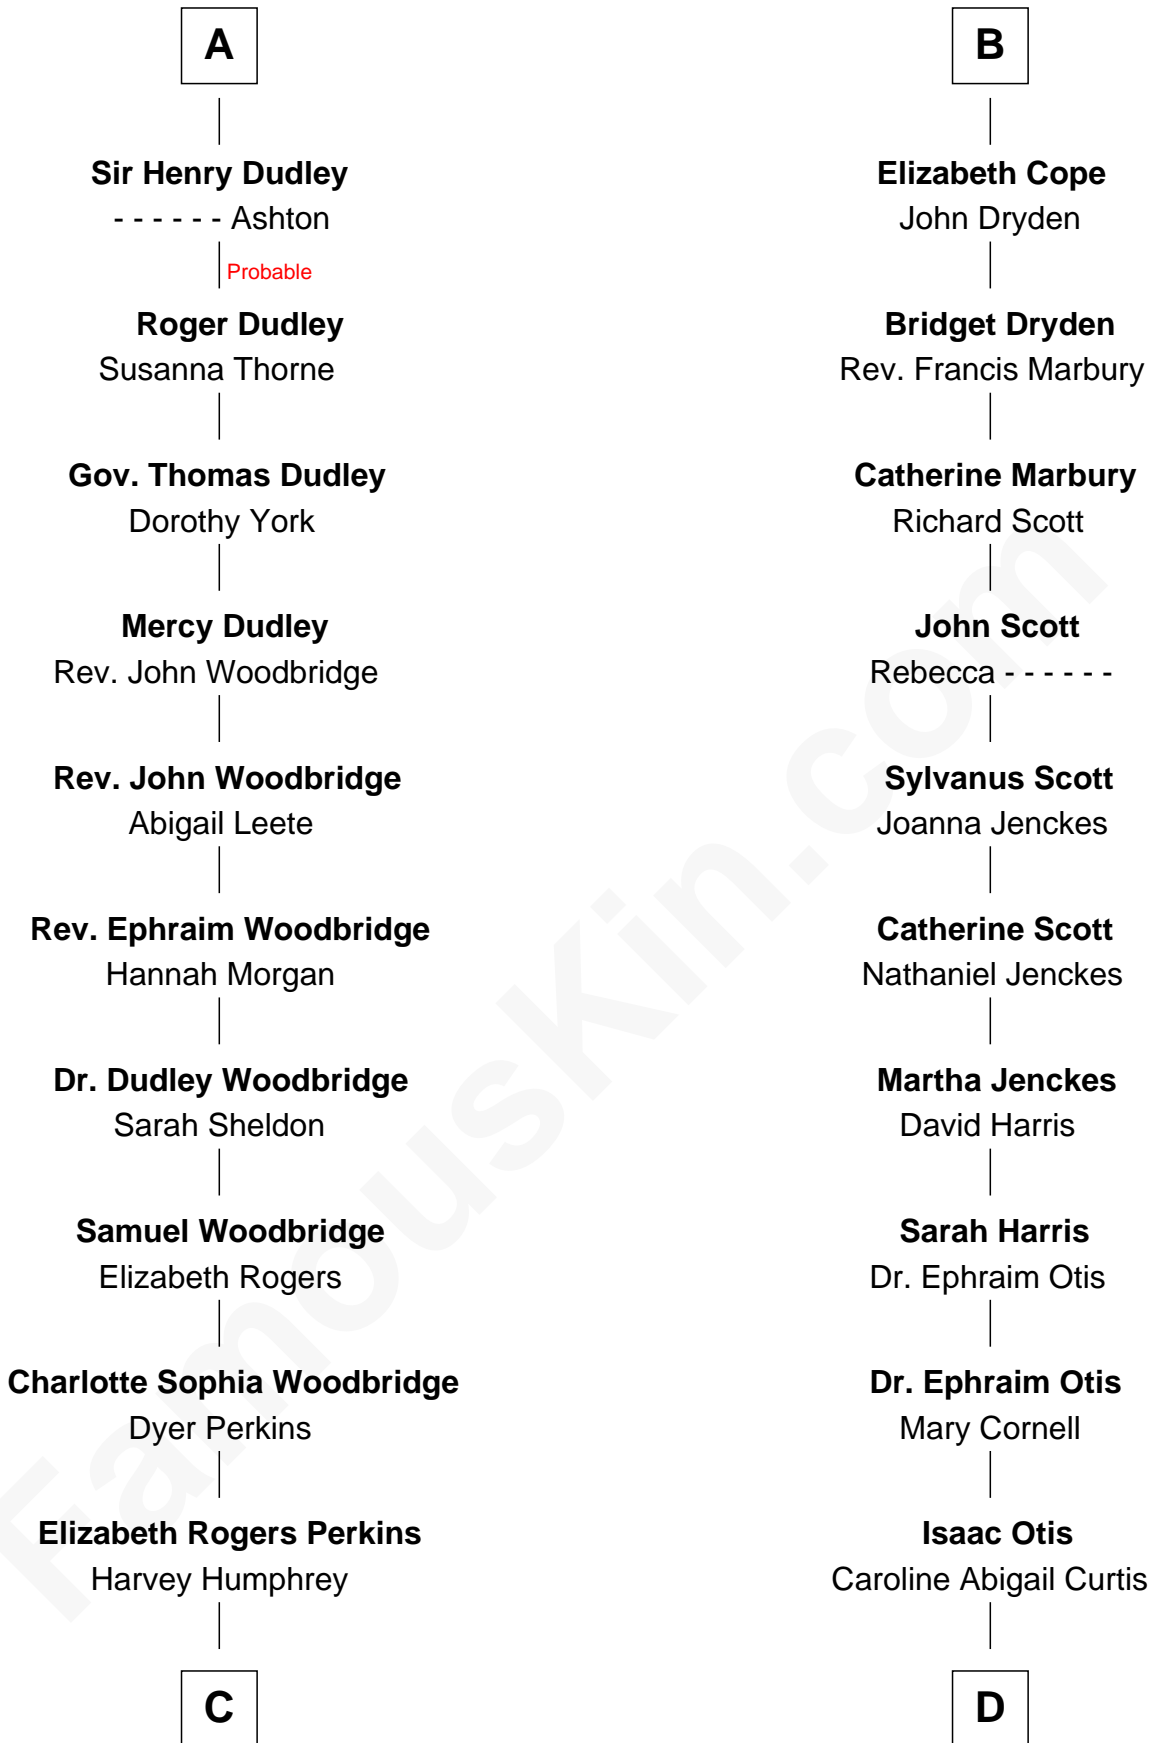 A
Sir Henry Dudley
- - - - - - Ashton
Probable
Roger Dudley
Susanna Thorne
Gov. Thomas Dudley
Dorothy York
Mercy Dudley
Rev. John Woodbridge
Rev. John Woodbridge
Abigail Leete
Rev. Ephraim Woodbridge
Hannah Morgan
Dr. Dudley Woodbridge
Sarah Sheldon
Samuel Woodbridge
Elizabeth Rogers
Charlotte Sophia Woodbridge
Dyer Perkins
Elizabeth Rogers Perkins
Harvey Humphrey
C
B
Elizabeth Cope
John Dryden
Bridget Dryden
Rev. Francis Marbury
Catherine Marbury
Richard Scott
John Scott
Rebecca - - - - - -
Sylvanus Scott
Joanna Jenckes
Catherine Scott
Nathaniel Jenckes
Martha Jenckes
David Harris
Sarah Harris
Dr. Ephraim Otis
Dr. Ephraim Otis
Mary Cornell
Isaac Otis
Caroline Abigail Curtis
D
FamousKin.com